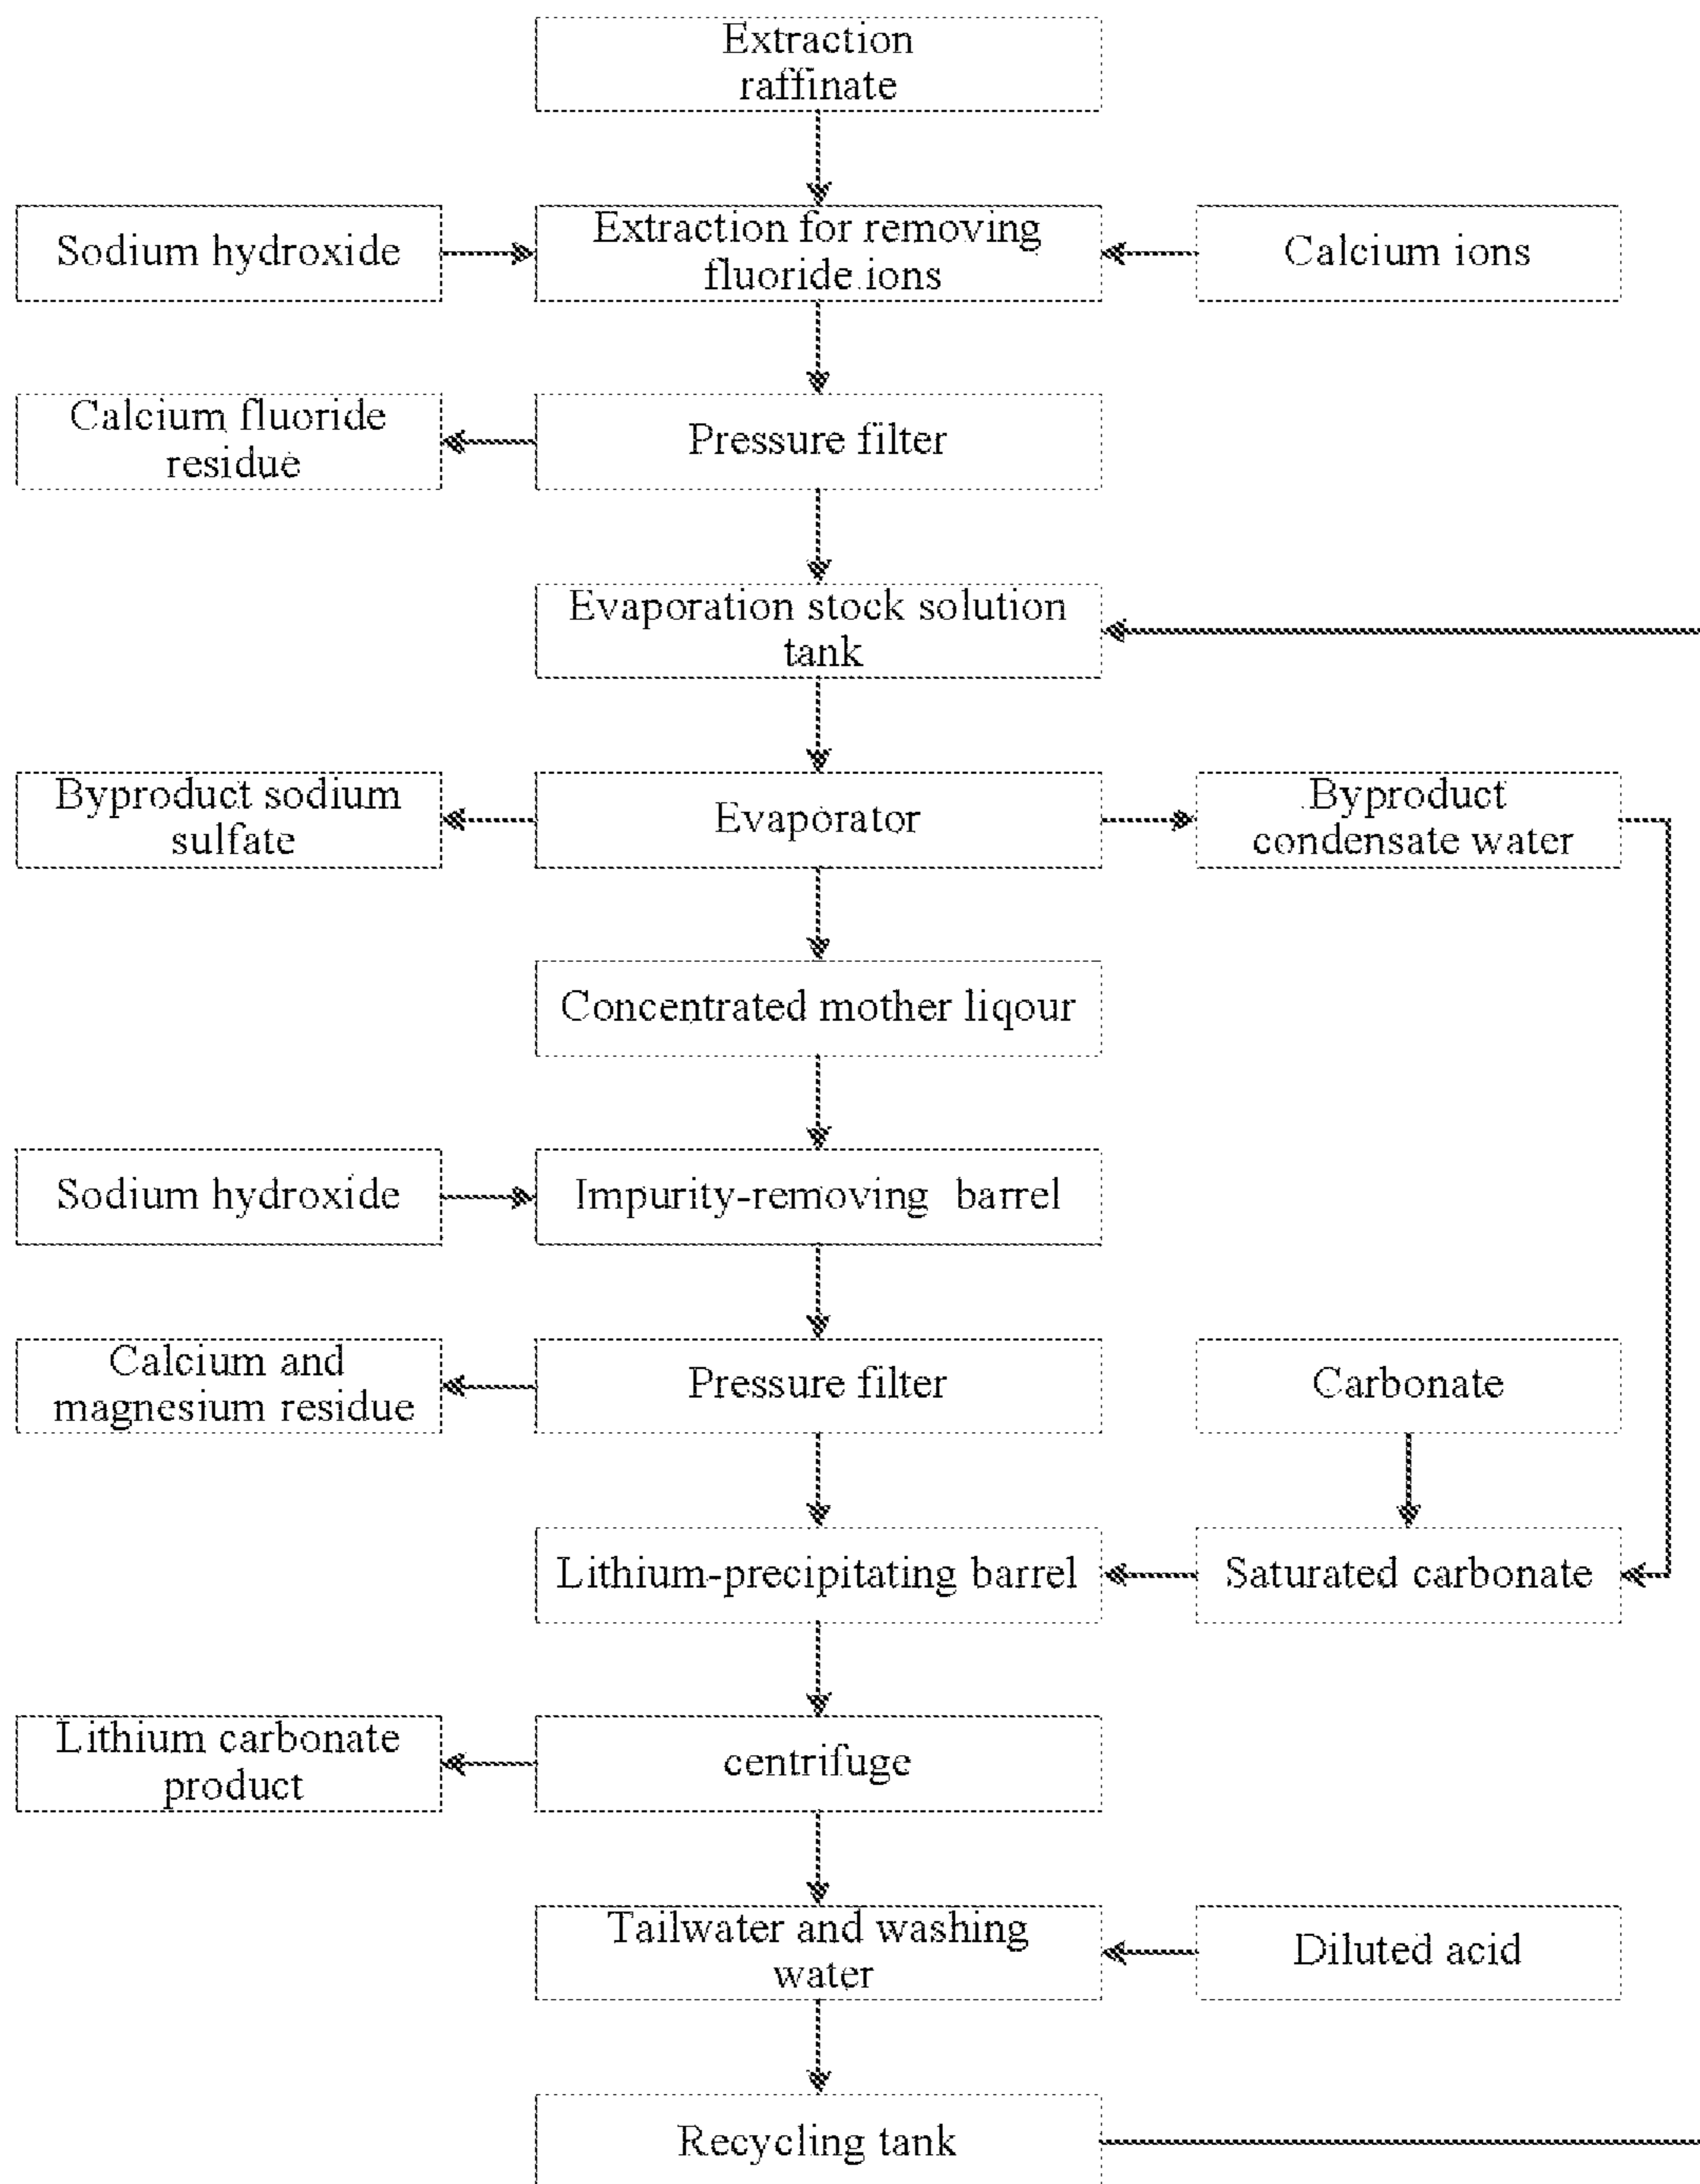 Extraction
raffinate
Sodium hydroxide
Extraction for removing
fluoride ions
Calcium ions
Calcium fluoride
residue
Pressure filter
Evaporation stock solution
tank
Byproduct sodium
sulfate
Evaporator
Byproduct
condensate water
Concentrated mother liqour
Sodium hydroxide
Impurity-removing barrel
Calcium and
magnesium residue
Pressure filter
Carbonate
Lithium-precipitating barrel
Saturated carbonate
Lithium carbonate
product
centrifuge
Tailwater and washing
water
Diluted acid
Recycling tank